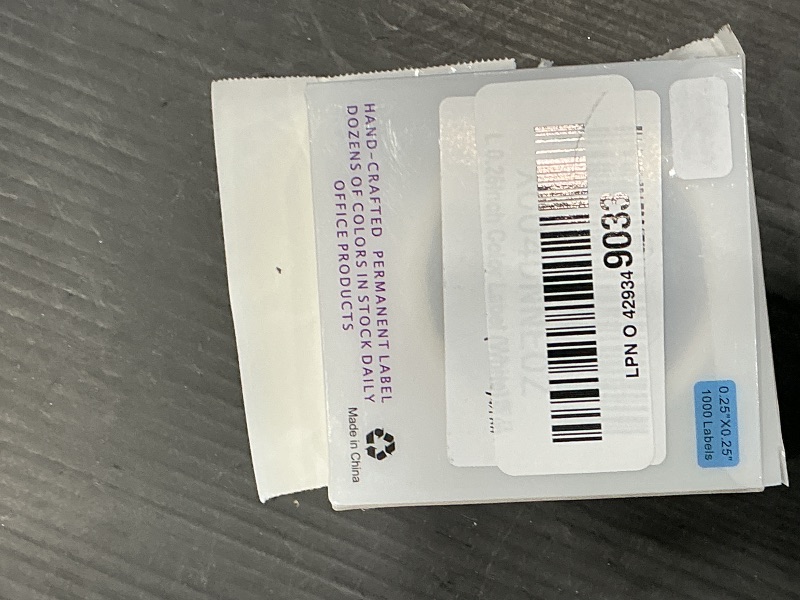 HAND-CRAFTED PERMANENT LABEL
DOZENS OF COLORS IN STOCK DAILY
OFFICE PRODUCTS
Made in China
LPN O 42934 9033
0.25"X0.25"
1000 Labels